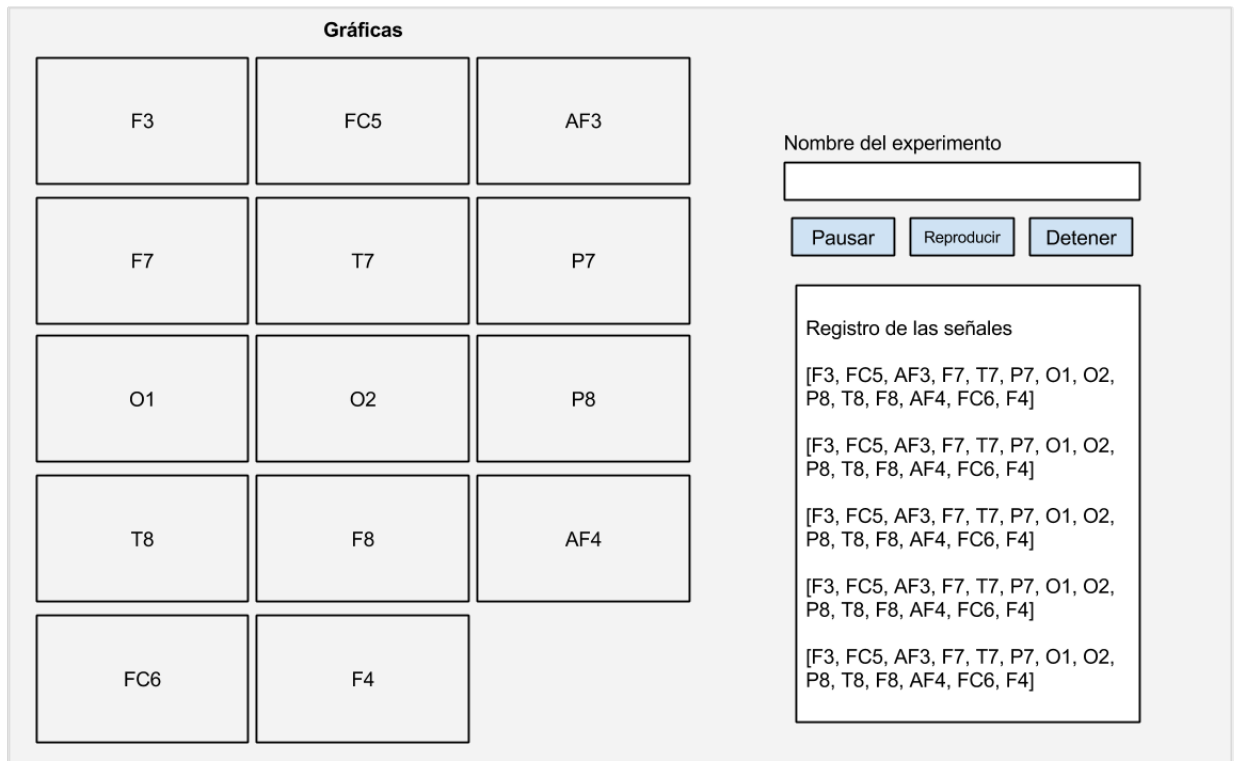 Gráficas
F3
FC5
AF3
F7
T7
P7
O1
O2
P8
T8
F8
AF4
FC6
F4
Nombre del experimento
Pausar
Reproducir
Detener
Registro de las señales
[F3, FC5, AF3, F7, T7, P7, O1, O2,
P8, T8, F8, AF4, FC6, F4]
[F3, FC5, AF3, F7, T7, P7, O1, O2,
P8, T8, F8, AF4, FC6, F4]
[F3, FC5, AF3, F7, T7, P7, O1, O2,
P8, T8, F8, AF4, FC6, F4]
[F3, FC5, AF3, F7, T7, P7, O1, O2,
P8, T8, F8, AF4, FC6, F4]
[F3, FC5, AF3, F7, T7, P7, O1, O2,
P8, T8, F8, AF4, FC6, F4]